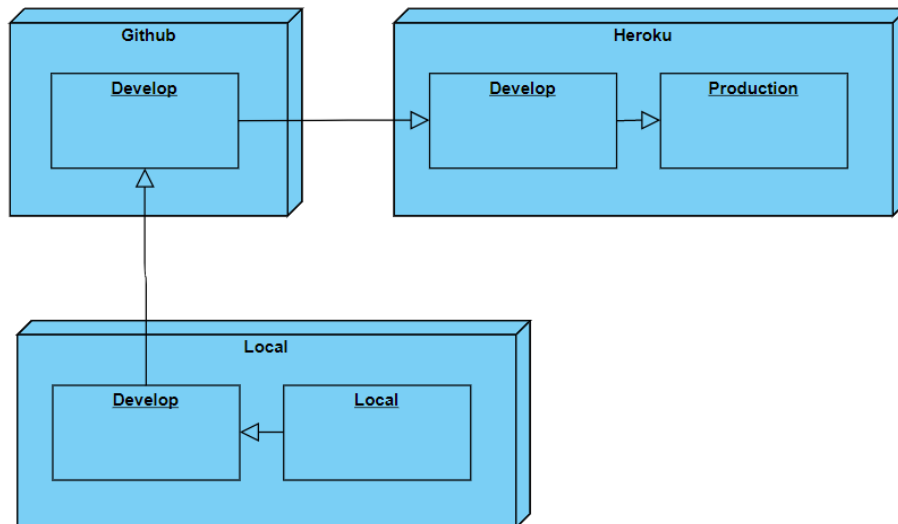 Github
Develop
Heroku
Develop
Production
Local
Develop
Local